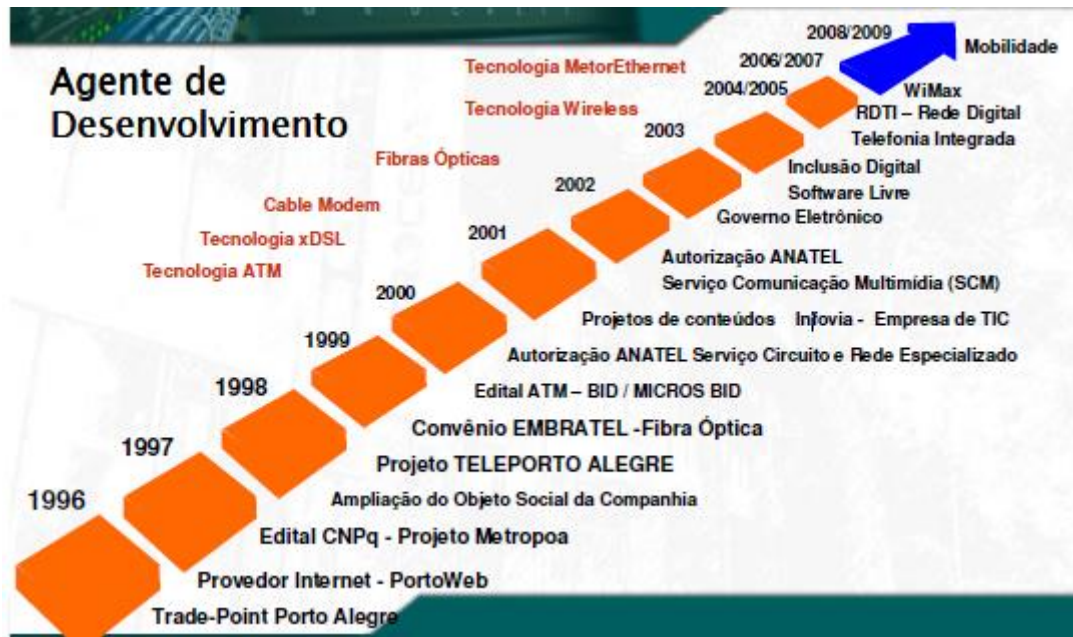 Agente de
Desenvolvimento
Tecnologia MetorEthernet
Tecnologia Wireless
Fibras Ópticas
Cable Modem
Tecnologia xDSL
Tecnologia ATM
2008/2009
2006/2007
2004/2005
2003
2002
2001
2000
1999
1998
1997
1996
Mobilidade
WiMax
RDTI – Rede Digital
Telefonia Integrada
Inclusão Digital
Software Livre
Governo Eletrônico
Autorização ANATEL
Serviço Comunicação Multimídia (SCM)
Projetos de conteúdos Infovia - Empresa de TIC
Autorização ANATEL Serviço Circuito e Rede Especializado
Edital ATM – BID / MICROS BID
Convênio EMBRATEL -Fibra Óptica
Projeto TELEPORTO ALEGRE
Ampliação do Objeto Social da Companhia
Edital CNPq - Projeto Metropoa
Provedor Internet - PortoWeb
Trade-Point Porto Alegre